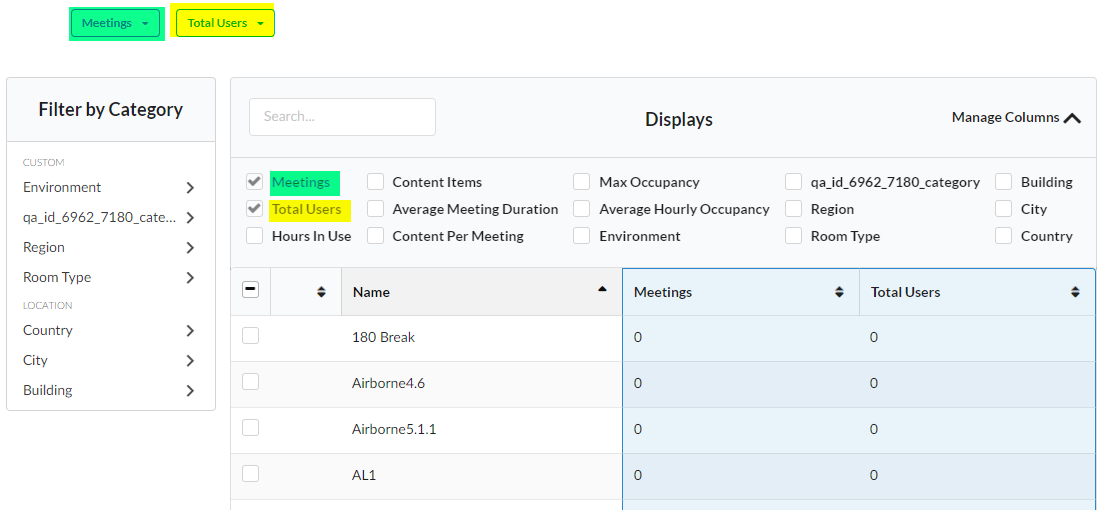 Meetings Total Users
Filter by Category
CUSTOM
Environment
qa_id_6962_7180_cate...
Region
Room Type
LOCATION
Country
City
Building
Search... Displays Manage Columns
Meetings Content Items Max Occupancy qa_id_6962_7180_category Building
Total Users Average Meeting Duration Average Hourly Occupancy Region City
Hours In Use Content Per Meeting Environment Room Type Country
Name Meetings Total Users
180 Break 0 0
Airborne4.6 0 0
Airborne5.1.1 0 0
AL1 0 0